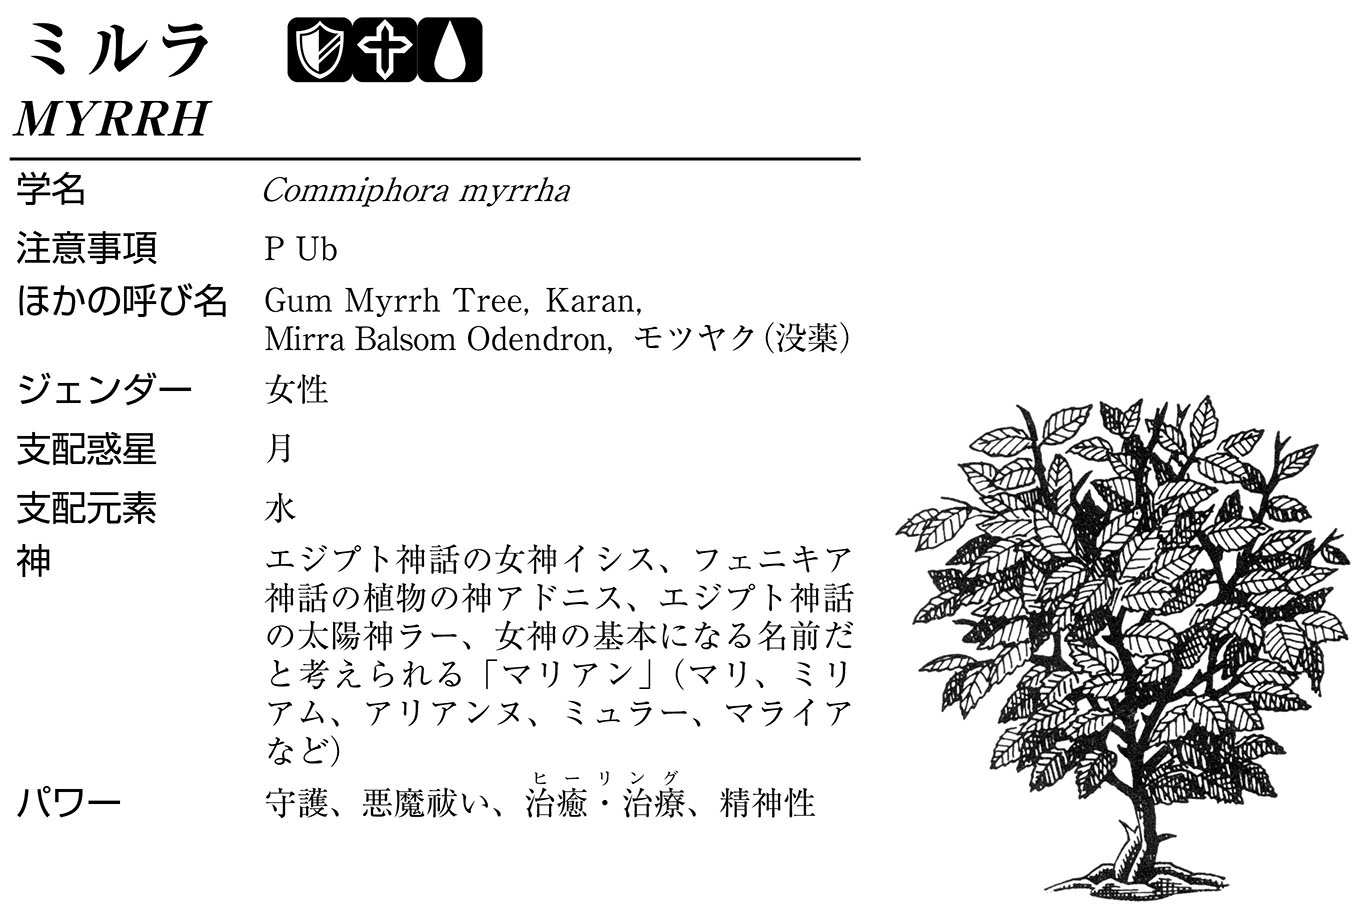 ミルラ
MYRRH
学名 Commiphora myrrha
注意事項 P Ub
ほかの呼び名 Gum Myrrh Tree, Karan,
Mirra Balsom Odendron, モツヤク(没薬)
ジェンダー 女性
支配惑星 月
支配元素 水
神 エジプト神話の女神イシス、フェニキア
神話の植物の神アドニス、エジプト神話
の太陽神ラー、女神の基本になる名前だ
と考えられる「マリアン」(マリ、ミリ
アム、アリアンヌ、ミュラー、マライア
など)
ヒーリング
パワー 守護、悪魔祓い、治癒・治療、精神性